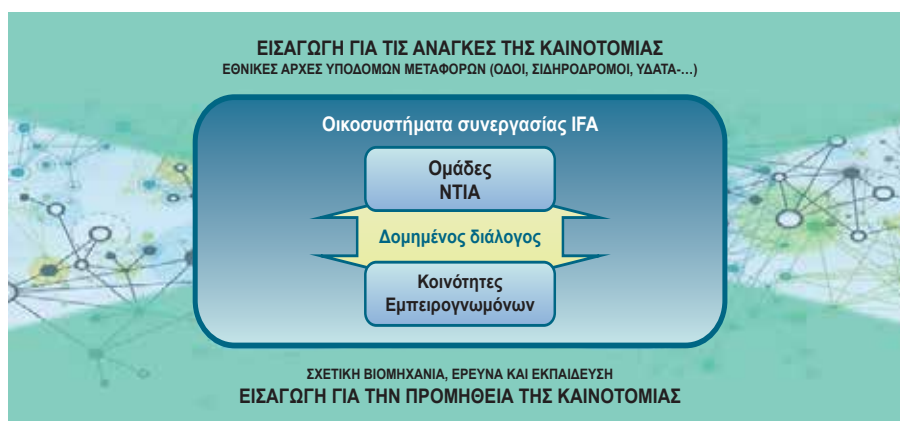 ΕΙΣΑΓΩΓΗ ΓΙΑ ΤΙΣ ΑΝΑΓΚΕΣ ΤΗΣ ΚΑΙΝΟΤΟΜΙΑΣ
ΕΘΝΙΚΕΣ ΑΡΧΕΣ ΥΠΟΔΟΜΩΝ ΜΕΤΑΦΟΡΩΝ (ΟΔΟΙ, ΣΙΔΗΡΟΔΡΟΜΟΙ, ΥΔΑΤΑ-…)
Οικοσυστήματα συνεργασίας IFA
Ομάδες
NTIA
Δομημένος διάλογος
Κοινότητες
Εμπειρογνωμόνων
ΣΧΕΤΙΚΗ ΒΙΟΜΗΧΑΝΙΑ, ΕΡΕΥΝΑ ΚΑΙ ΕΚΠΑΙΔΕΥΣΗ
ΕΙΣΑΓΩΓΗ ΓΙΑ ΤΗΝ ΠΡΟΜΗΘΕΙΑ ΤΗΣ ΚΑΙΝΟΤΟΜΙΑΣ